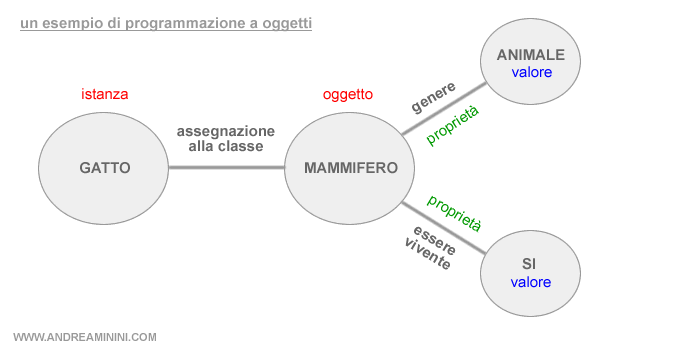 un esempio di programmazione a oggetti
istanza
GATTO
assegnazione
alla classe
oggetto
MAMMIFERO
genere
proprietà
ANIMALE
valore
proprietà
essere
vivente
SI
valore
WWW.ANDREAMININI.COM